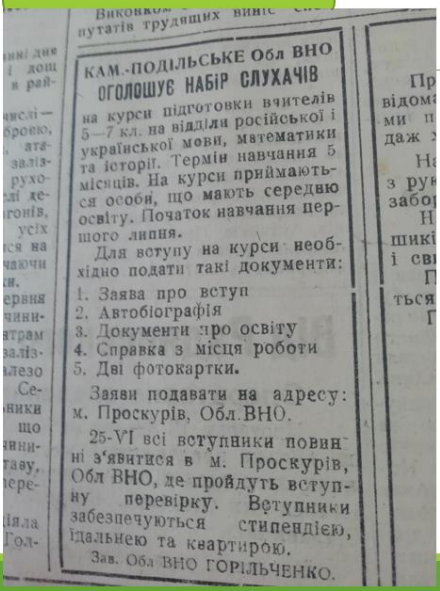 путатів трудящих виніс
КАМ.-ПОДІЛЬСЬКЕ Обл ВНО
ОГОЛОШУЄ НАБІР СЛУХАЧІВ
на курси підготовки вчителів
5—7 кл. на відділи російської і
української мови, математики
та історії. Термін навчання 5
місяців. На курси приймають-
ся особи, що мають середню
освіту. Початок навчання пер-
шого липня.
Для вступу на курси необ-
хідно подати такі документи:
1. Заява про вступ
2. Автобіографія
3. Документи про освіту
4. Справка з місця роботи
5. Дві фотокартки.
Заяви подавати на адресу:
м. Проскурів, Обл.ВНО.
25-VI всі вступники повин-
ні з'явитися в м. Проскурів,
Обл ВНО, де пройдуть вступ-
ну перевірку. Вступники
забезпечуються стипендією,
їдальнею та квартирою.
Зав. Обл ВНО ГОРІЛЬЧЕНКО.